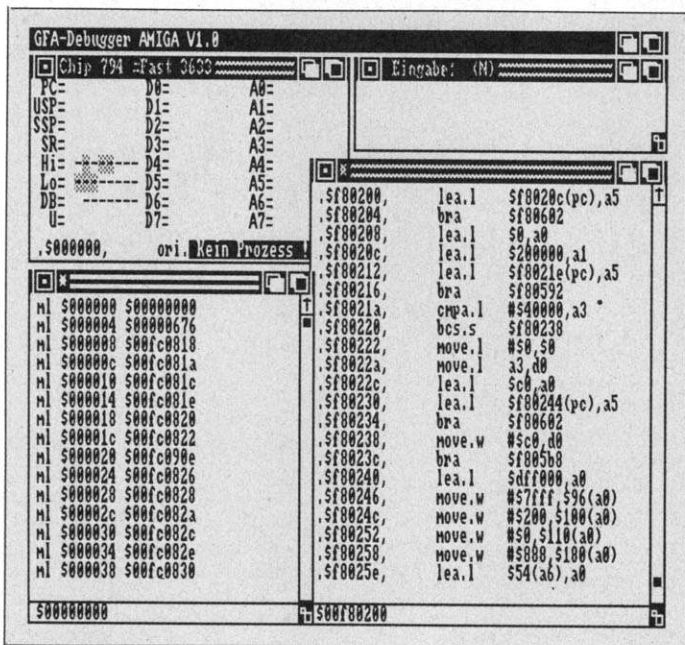 GFA-Debugger AMIGA V1.0
Chip 794 =Fast 3633
PC= D0= A0=
USP= D1= A1=
SSP= D2= A2=
SR= D3= A3=
Hi= D4= A4=
Lo= D5= A5=
DB= D6= A6=
U= D7= A7=
.$000000, ori. Kein Prozess !
Eingabe: (N)
*
ml $000000 $00000000
ml $000004 $00000676
ml $000008 $00fc0818
ml $00000c $00fc081a
ml $000010 $00fc081c
ml $000014 $00fc081e
ml $000018 $00fc0820
ml $00001c $00fc0822
ml $000020 $00fc090e
ml $000024 $00fc0826
ml $000028 $00fc0828
ml $00002c $00fc082a
ml $000030 $00fc082c
ml $000034 $00fc082e
ml $000038 $00fc0830
$00000000
*
.$f80200, lea.l $f8020c(pc),a5
.$f80204, bra $f80602
.$f80208, lea.l $0,a0
.$f8020c, lea.l $200000,a1
.$f80212, lea.l $f8021e(pc),a5
.$f80216, bra $f80592
.$f8021a, cmpa.l #$40000,a3
.$f80220, bcs.s $f80238
.$f80222, move.l #$0,$0
.$f8022a, move.l a3,d0
.$f8022c, lea.l $c0,a0
.$f80230, lea.l $f80244(pc),a5
.$f80234, bra $f80602
.$f80238, move.w #$c0,d0
.$f8023c, bra $f805b8
.$f80240, lea.l $dff000,a0
.$f80246, move.w #$7fff,$96(a0)
.$f8024c, move.w #$200,$100(a0)
.$f80252, move.w #$0,$110(a0)
.$f80258, move.w #$888,$180(a0)
.$f8025e, lea.l $54(a6),a0
$00f80200